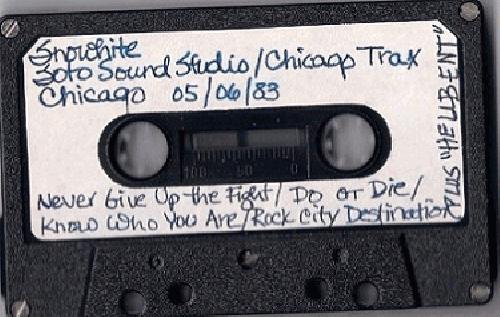 Snowhite
Soto Sound Studio/Chicago Trax
Chicago 05/06/83
100 50 0
Never Give Up the Fight/ Do or Die/
Know Who You Are/Rock City Destination
PLUS "HELLBENT"